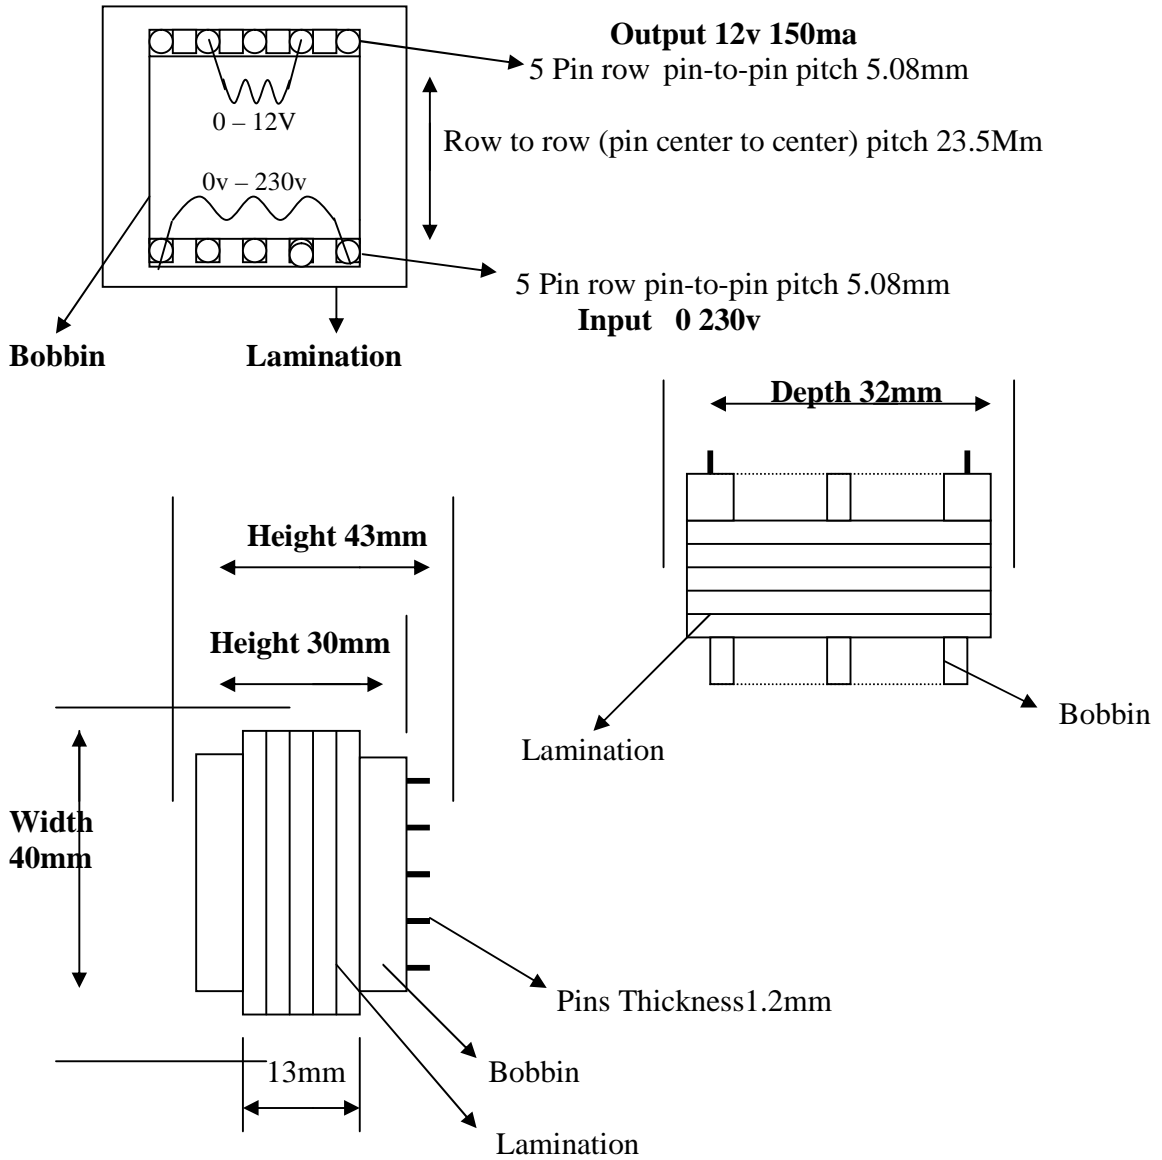 Output 12v 150ma
5 Pin row  pin-to-pin pitch 5.08mm
0 – 12V
Row to row (pin center to center) pitch 23.5Mm
0v – 230v
5 Pin row pin-to-pin pitch 5.08mm
Input   0 230v
Bobbin
Lamination
Depth 32mm
Height 43mm
Height 30mm
Bobbin
Lamination
Width
40mm
Pins Thickness1.2mm
13mm
Bobbin
Lamination